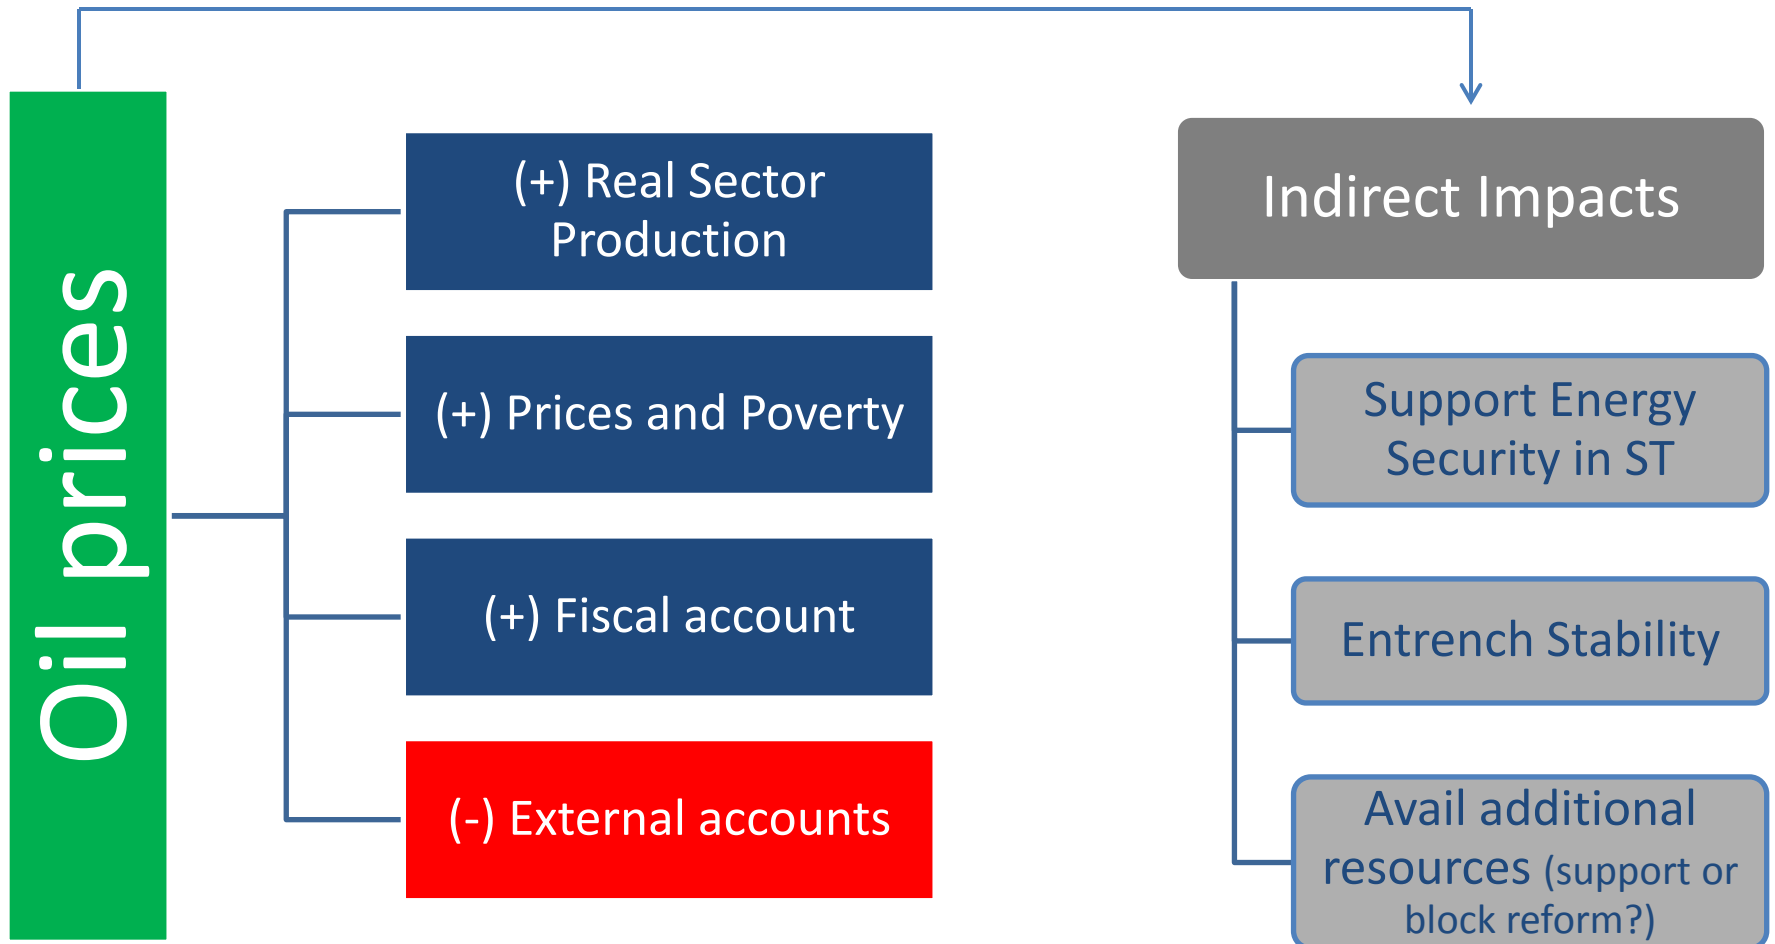 Oil prices
(+) Real Sector
Production
(+) Prices and Poverty
(+) Fiscal account
(-) External accounts
Indirect Impacts
Support Energy
Security in ST
Entrench Stability
Avail additional
resources (support or
block reform?)